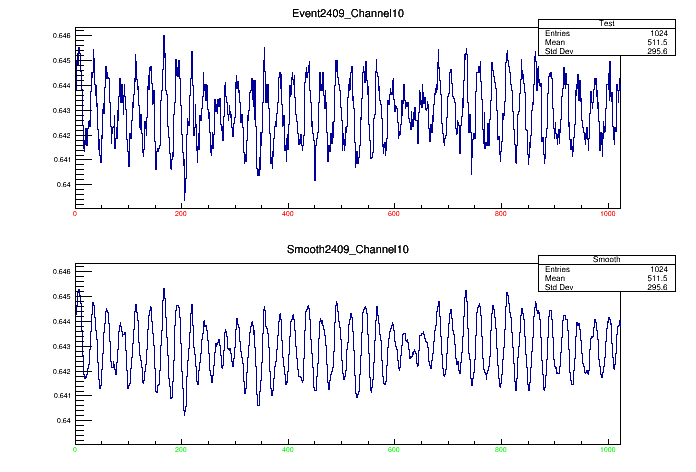 Event2409_Channel10
Test
Entries 1024
Mean 511.5
Std Dev 295.6
0.646
0.645
0.644
0.643
0.642
0.641
0.64
0 200 400 600 800 1000
Smooth2409_Channel10
Smooth
Entries 1024
Mean 511.5
Std Dev 295.6
0.646
0.645
0.644
0.643
0.642
0.641
0.64
0 200 400 600 800 1000